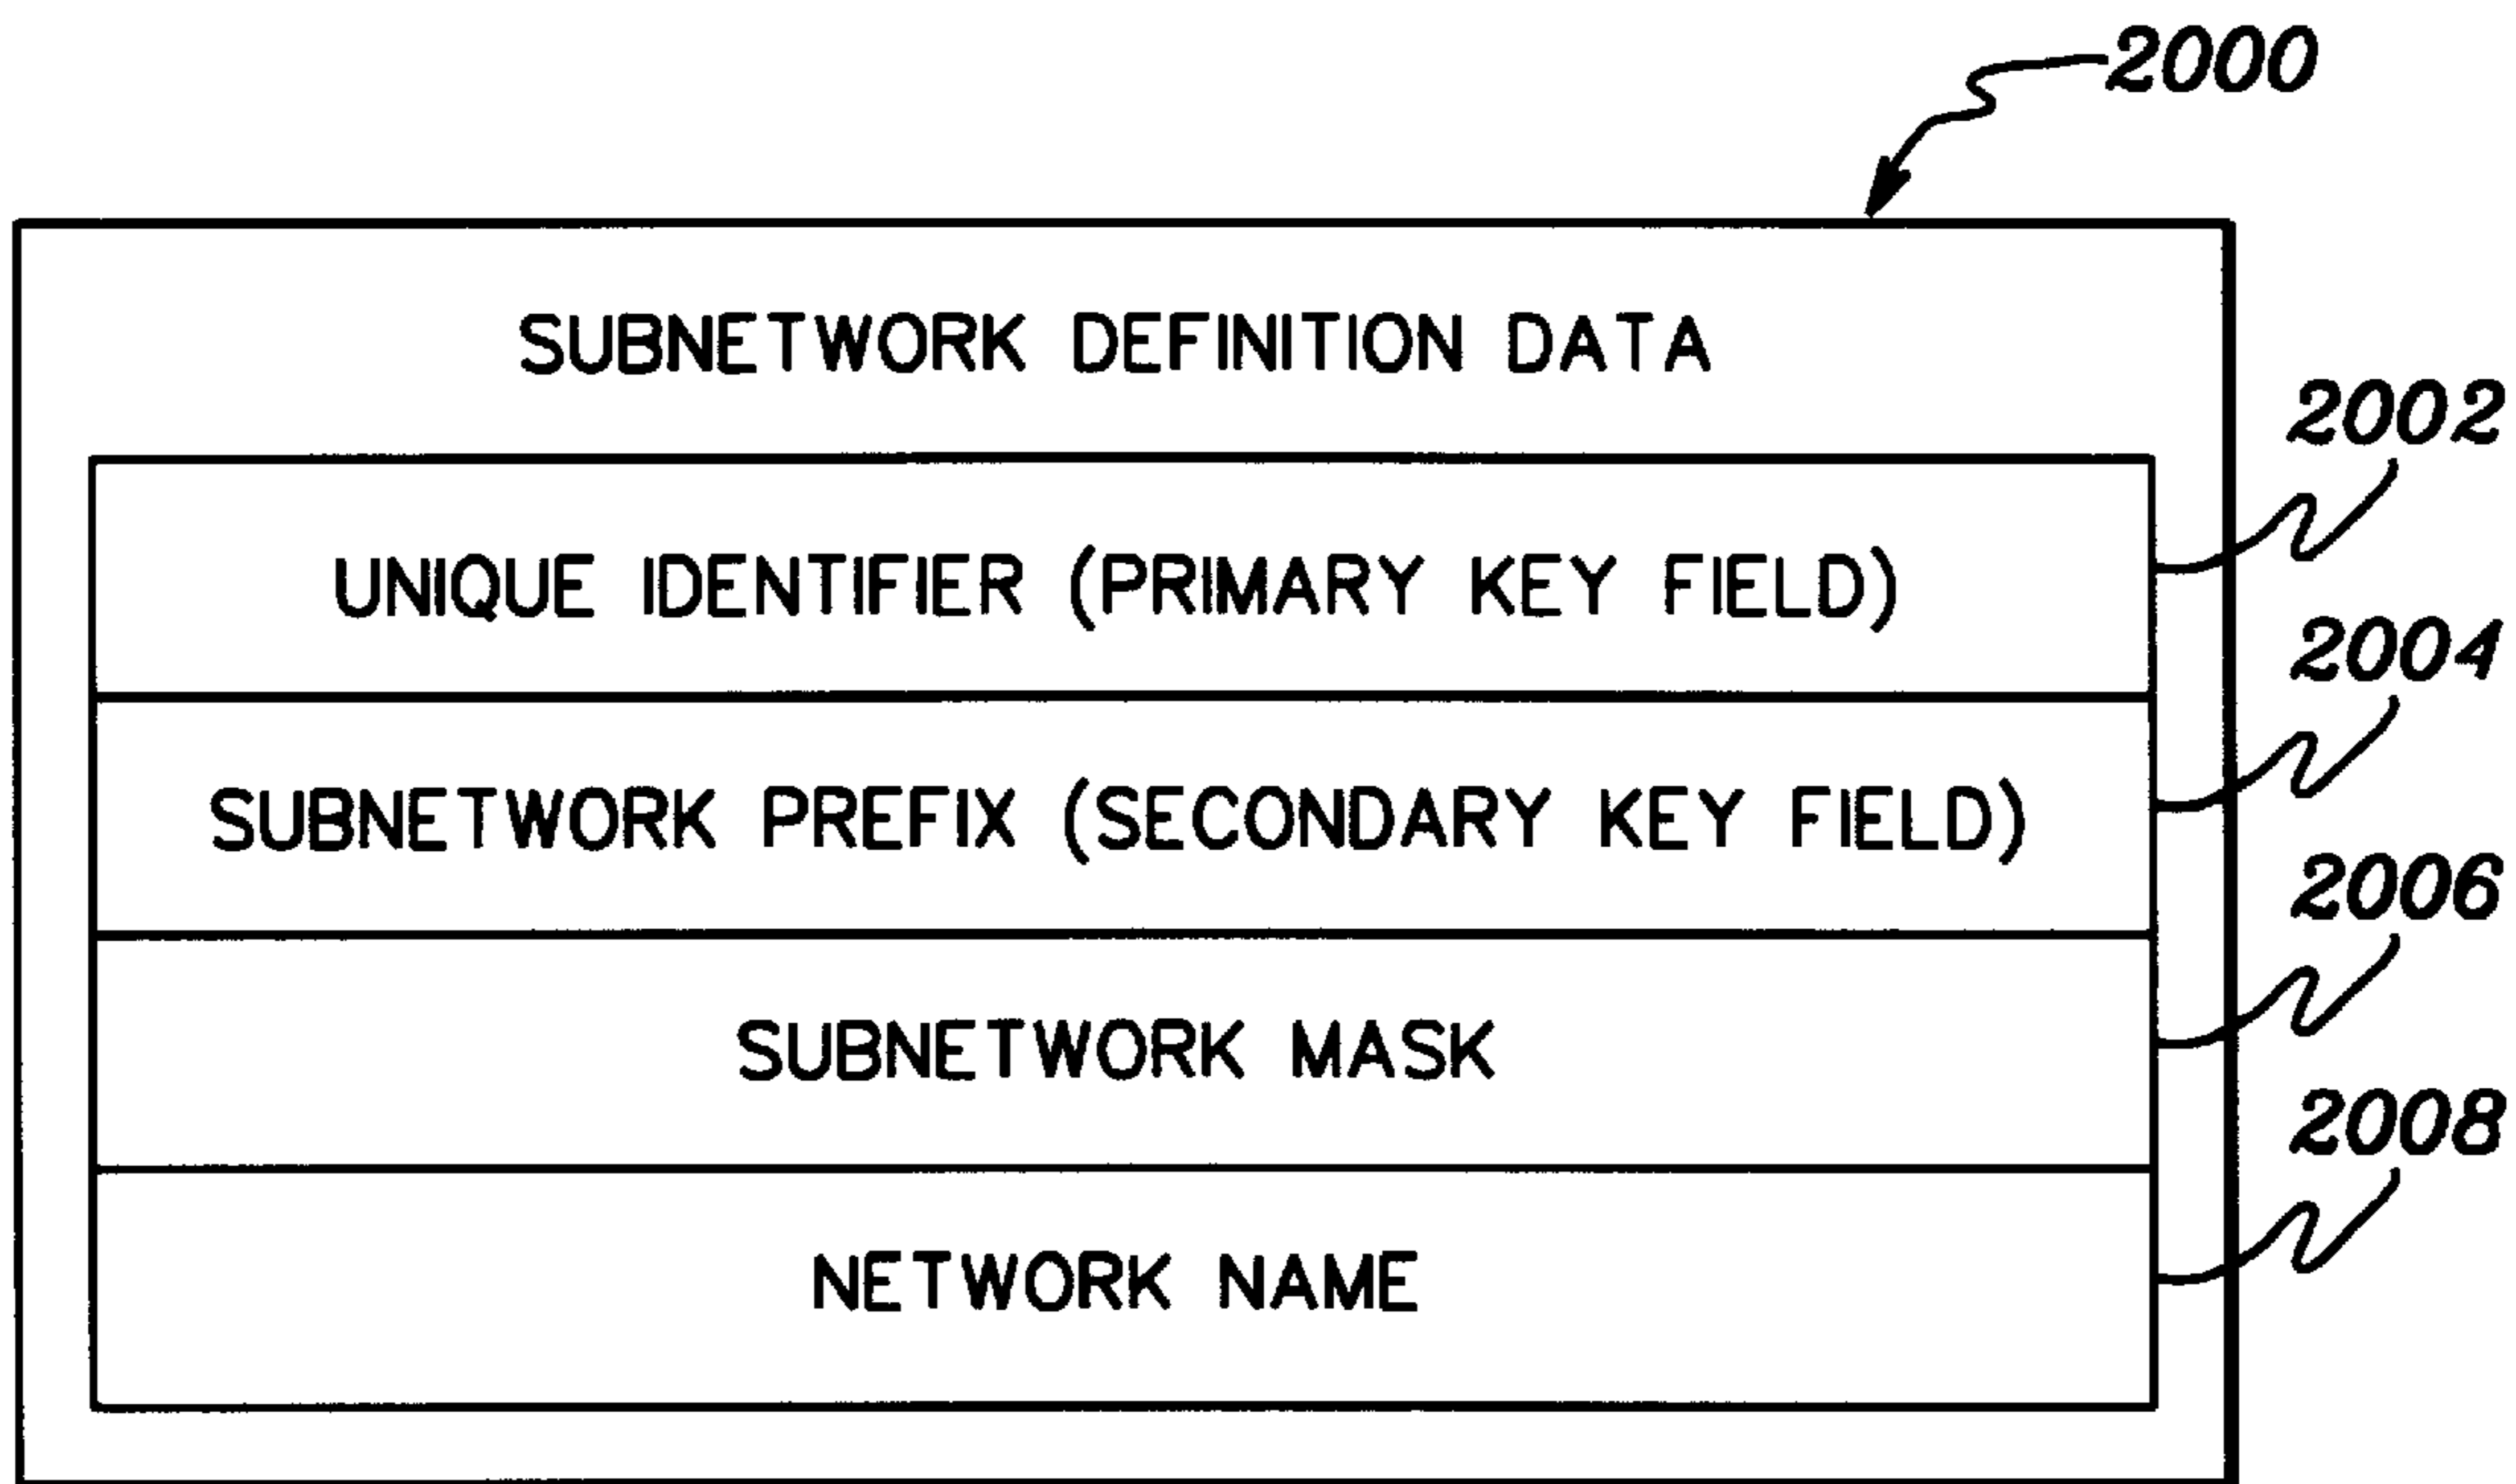 2000
SUBNETWORK DEFINITION DATA
2002
UNIQUE IDENTIFIER (PRIMARY KEY FIELD)
2004
SUBNETWORK PREFIX (SECONDARY KEY FIELD)
2006
SUBNETWORK MASK
2008
NETWORK NAME